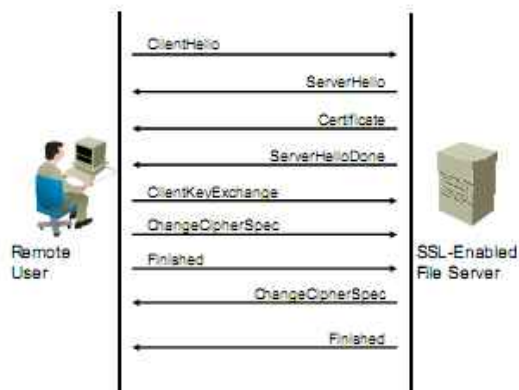 ClientHello
ServerHello
Certificate
ServerHelloDone
ClientKeyExchange
ChangeCipherSpec
Finished
ChangeCipherSpec
Finished
Remote
User
SSL-Enabled
File Server